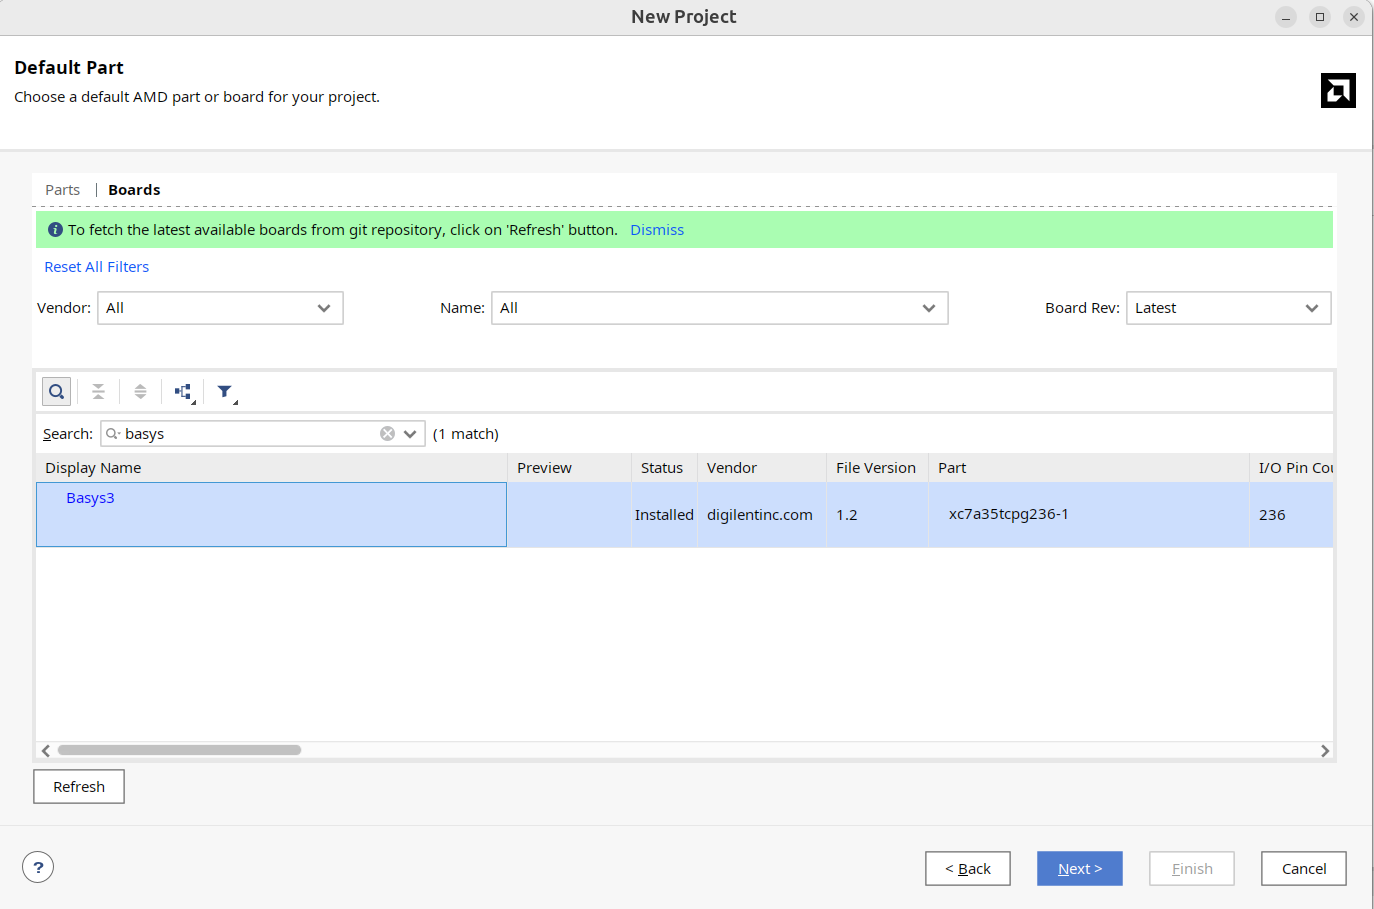 New Project
Default Part
Choose a default AMD part or board for your project.
Parts | Boards
To fetch the latest available boards from git repository, click on 'Refresh' button. Dismiss
Reset All Filters
Vendor: All Name: All Board Rev: Latest
Search: basys (1 match)
Display Name Preview Status Vendor File Version Part I/O Pin Cou
Basys3 Installed digilentinc.com 1.2 xc7a35tcpg236-1 236
Refresh
? < Back Next > Finish Cancel